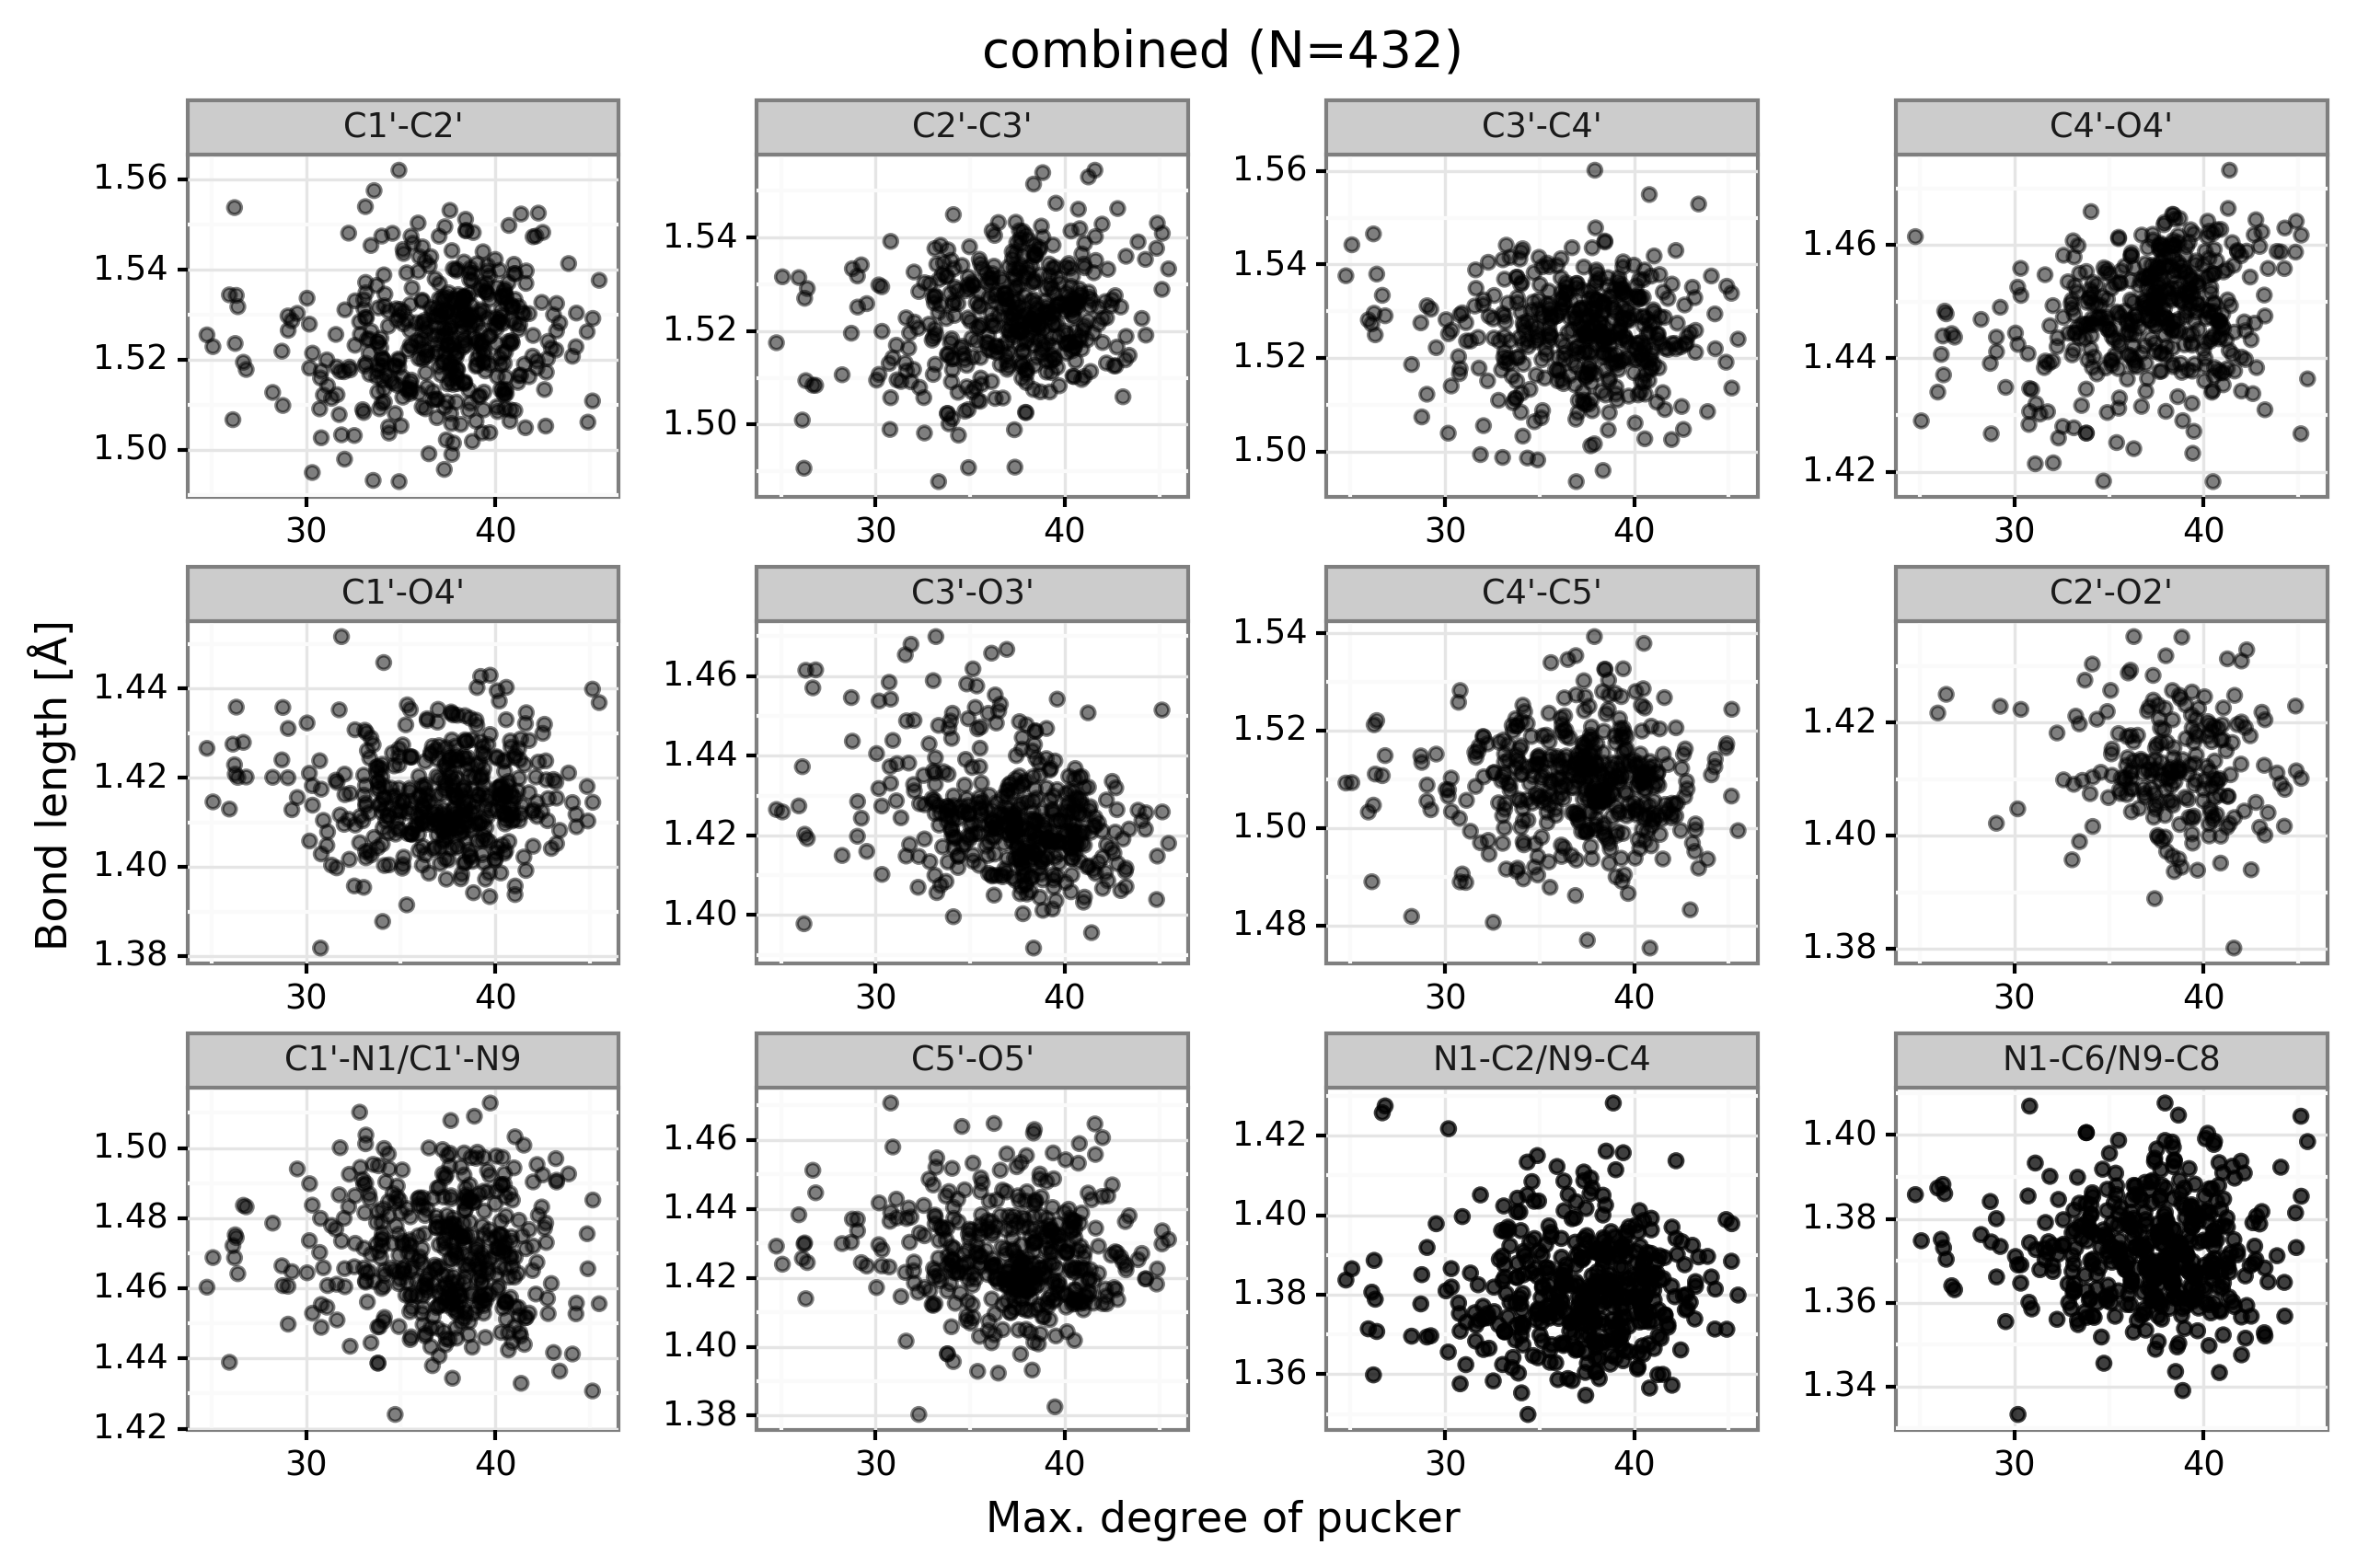 combined (N=432)
C1'-C2' C2'-C3' C3'-C4' C4'-O4'
1.56 1.54 1.52 1.50
1.54 1.52 1.50
1.56 1.54 1.52 1.50
1.46 1.44 1.42
30 40 30 40 30 40 30 40
C1'-O4' C3'-O3' C4'-C5' C2'-O2'
1.44 1.42 1.40 1.38
1.46 1.44 1.42 1.40
1.54 1.52 1.50 1.48
1.42 1.40 1.38
30 40 30 40 30 40 30 40
Bond length [Å]
C1'-N1/C1'-N9 C5'-O5' N1-C2/N9-C4 N1-C6/N9-C8
1.50 1.48 1.46 1.44 1.42
1.46 1.44 1.42 1.40 1.38
1.42 1.40 1.38 1.36
1.40 1.38 1.36 1.34
30 40 30 40 30 40 30 40
Max. degree of pucker